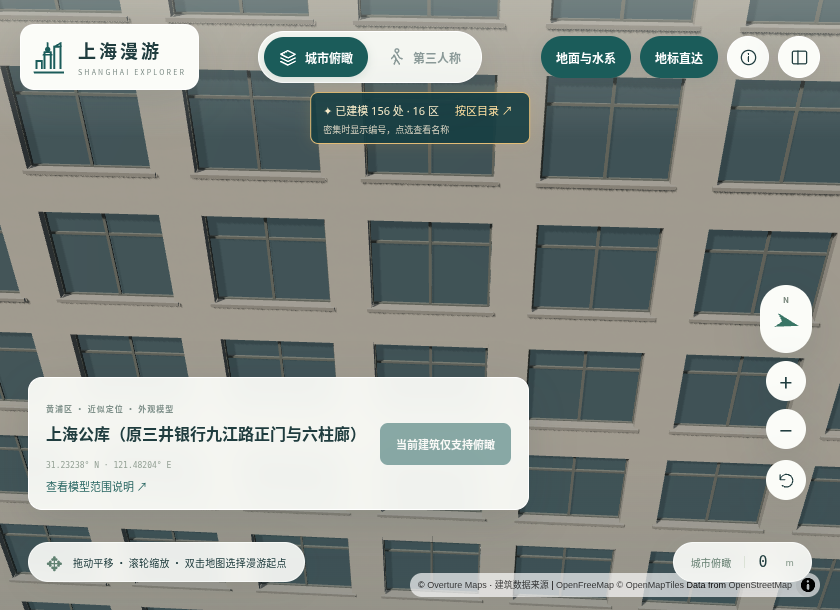 上海漫游
SHANGHAI EXPLORER
城市俯瞰
第三人称
地面与水系
地标直达
✦ 已建模 156 处 · 16 区 按区目录 ↗
密集时显示编号，点选查看名称
N
黄浦区 · 近似定位 · 外观模型
上海公库（原三井银行九江路正门与六柱廊）
当前建筑仅支持俯瞰
31.23238° N · 121.48204° E
查看模型范围说明 ↗
拖动平移 · 滚轮缩放 · 双击地图选择漫游起点
城市俯瞰 0 m
© Overture Maps · 建筑数据来源 | OpenFreeMap © OpenMapTiles Data from OpenStreetMap